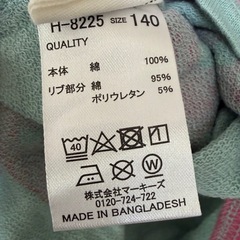 H-8225 SIZE 140
QUALITY
本体 綿 100%
リブ部分 綿 95%
ポリウレタン 5%
40
株式会社マーキーズ
0120-724-722
MADE IN BANGLADESH